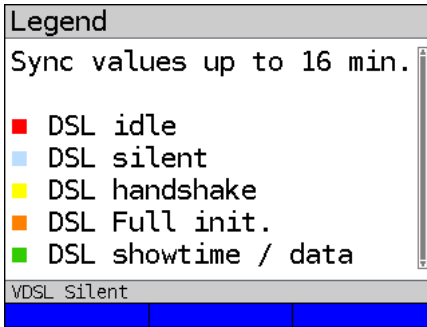 Legend
Sync values up to 16 min.
DSL idle
DSL silent
DSL handshake
DSL Full init.
DSL showtime / data
VDSL Silent